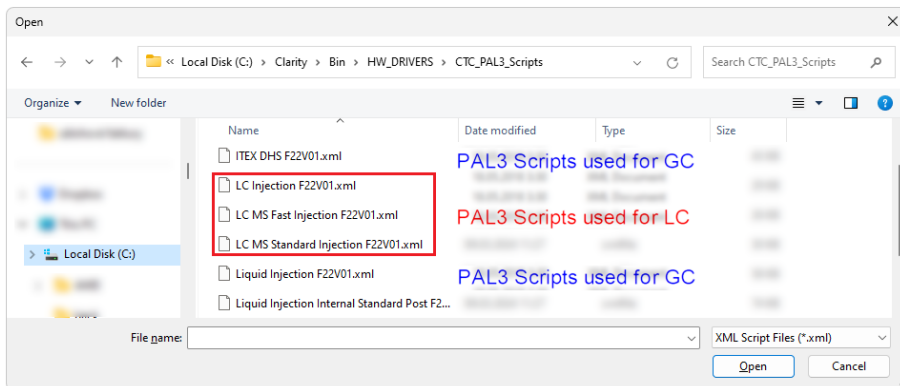 Open
« Local Disk (C:) › Clarity › Bin › HW_DRIVERS › CTC_PAL3_Scripts
Search CTC_PAL3_Scripts
Organize New folder
Name Date modified Type Size
ITEX DHS F22V01.xml
PAL3 Scripts used for GC
LC Injection F22V01.xml
LC MS Fast Injection F22V01.xml
PAL3 Scripts used for LC
LC MS Standard Injection F22V01.xml
Local Disk (C:)
Liquid Injection F22V01.xml
PAL3 Scripts used for GC
Liquid Injection Internal Standard Post F2...
File name:
XML Script Files (*.xml)
Open Cancel